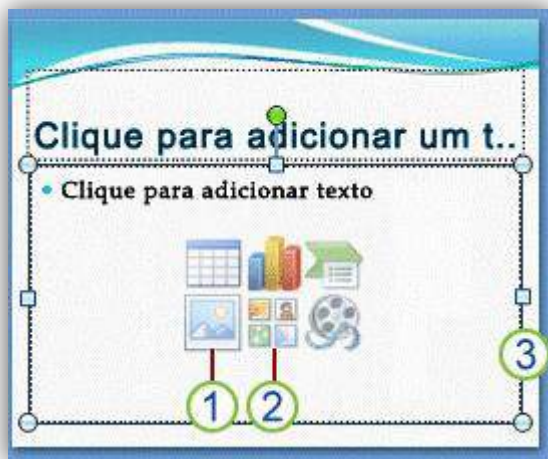 Clique para adicionar um t..
• Clique para adicionar texto
3
1 2